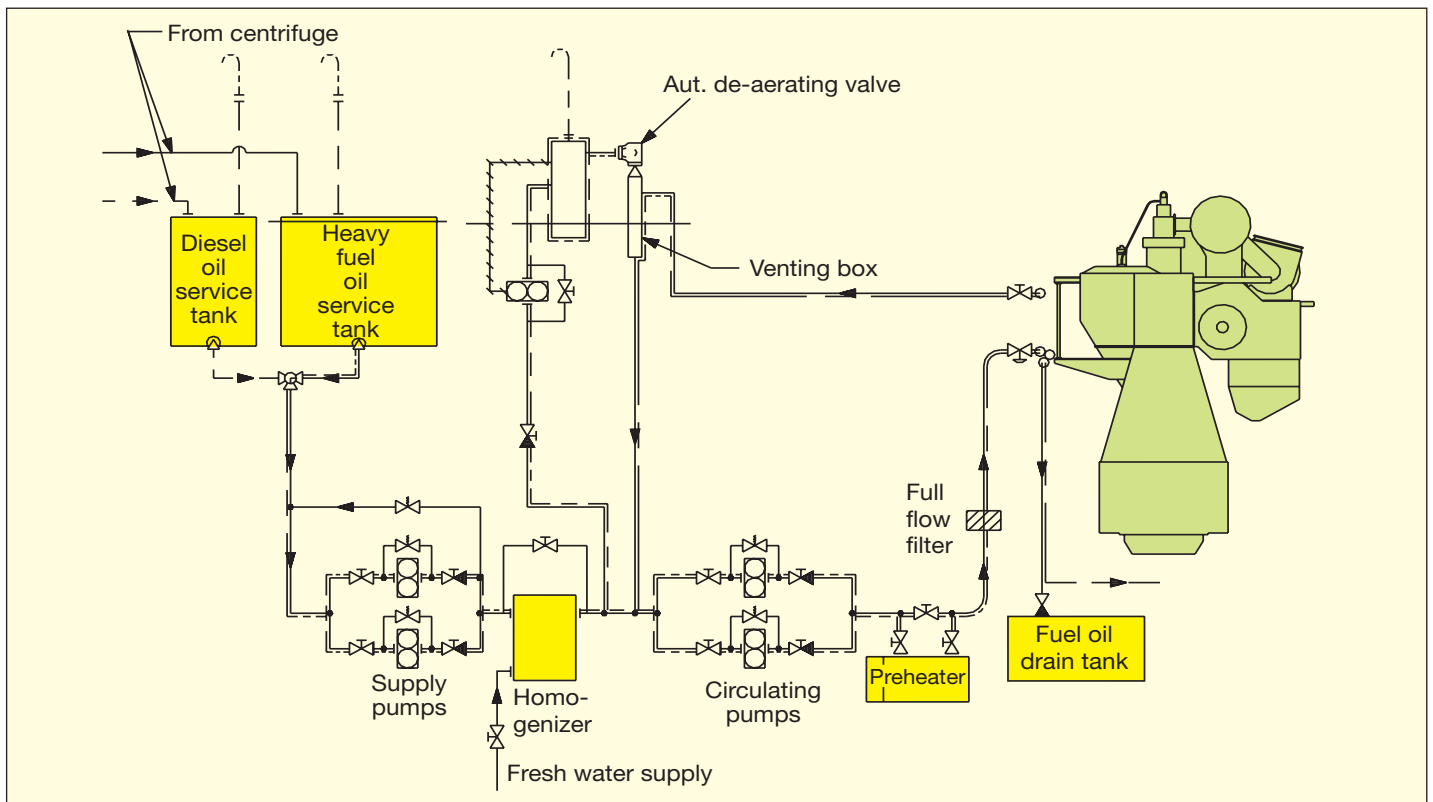 From centrifuge
Aut. de-aerating valve
Diesel
oil
service
tank
Heavy
fuel
oil
service
tank
Venting box
Full
flow
filter
Supply
pumps
Homo-
genizer
Circulating
pumps
Preheater
Fuel oil
drain tank
Fresh water supply